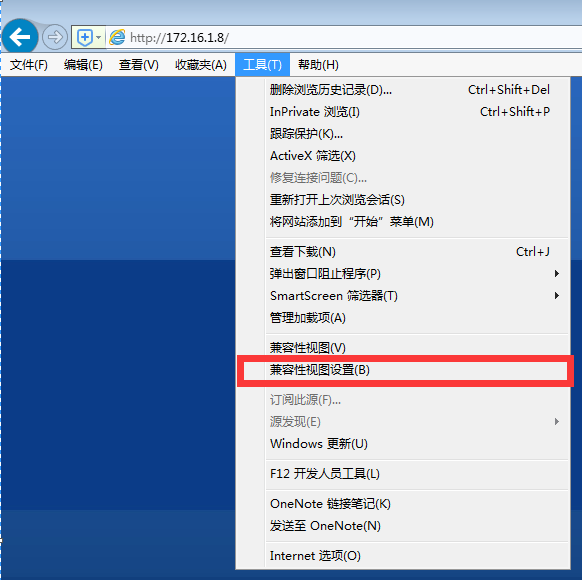 http://172.16.1.8/
文件(F) 编辑(E) 查看(V) 收藏夹(A) 工具(T) 帮助(H)
删除浏览历史记录(D)... Ctrl+Shift+Del
InPrivate 浏览(I) Ctrl+Shift+P
跟踪保护(K)...
ActiveX 筛选(X)
修复连接问题(C)...
重新打开上次浏览会话(S)
将网站添加到“开始”菜单(M)
查看下载(N) Ctrl+J
弹出窗口阻止程序(P)
SmartScreen 筛选器(T)
管理加载项(A)
兼容性视图(V)
兼容性视图设置(B)
订阅此源(F)...
源发现(E)
Windows 更新(U)
F12 开发人员工具(L)
OneNote 链接笔记(K)
发送至 OneNote(N)
Internet 选项(O)